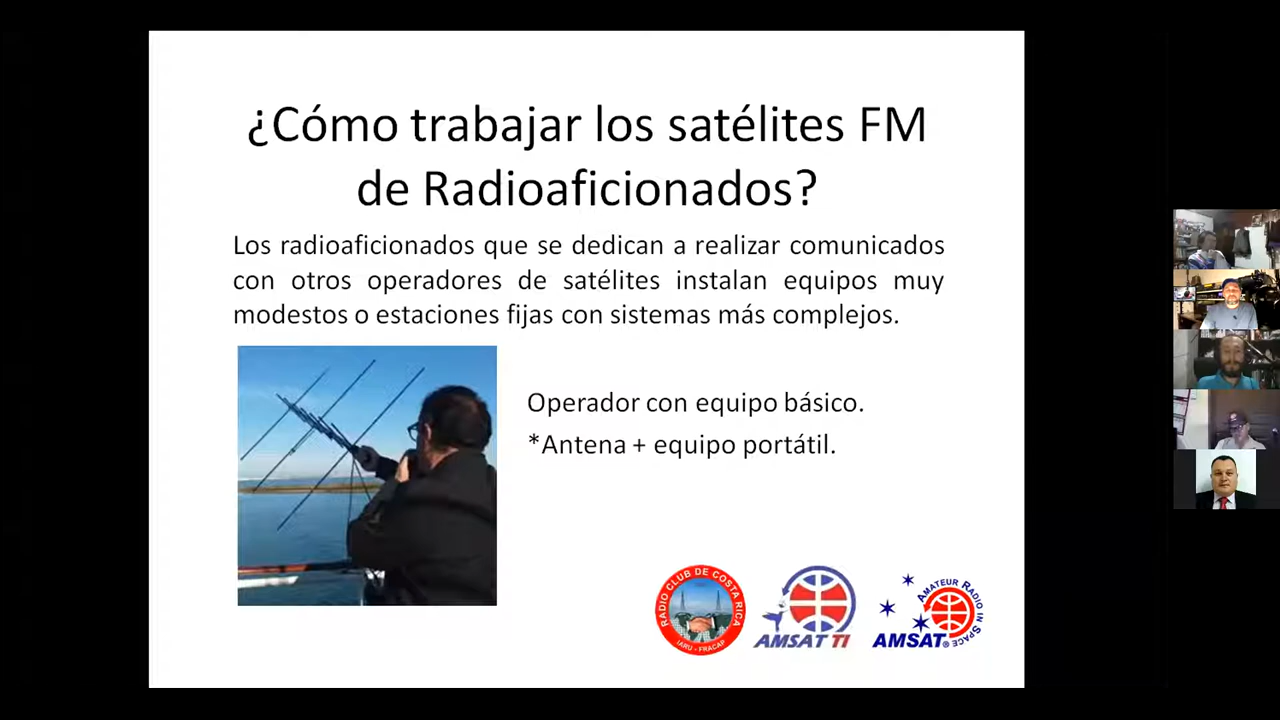 ¿Cómo trabajar los satélites FM
de Radioaficionados?
Los radioaficionados que se dedican a realizar comunicados
con otros operadores de satélites instalan equipos muy
modestos o estaciones fijas con sistemas más complejos.
Operador con equipo básico.
*Antena + equipo portátil.
RADIO CLUB DE COSTA RICA
IARU - FRACAP
AMSAT TI
AMATEUR RADIO IN SPACE
AMSAT®